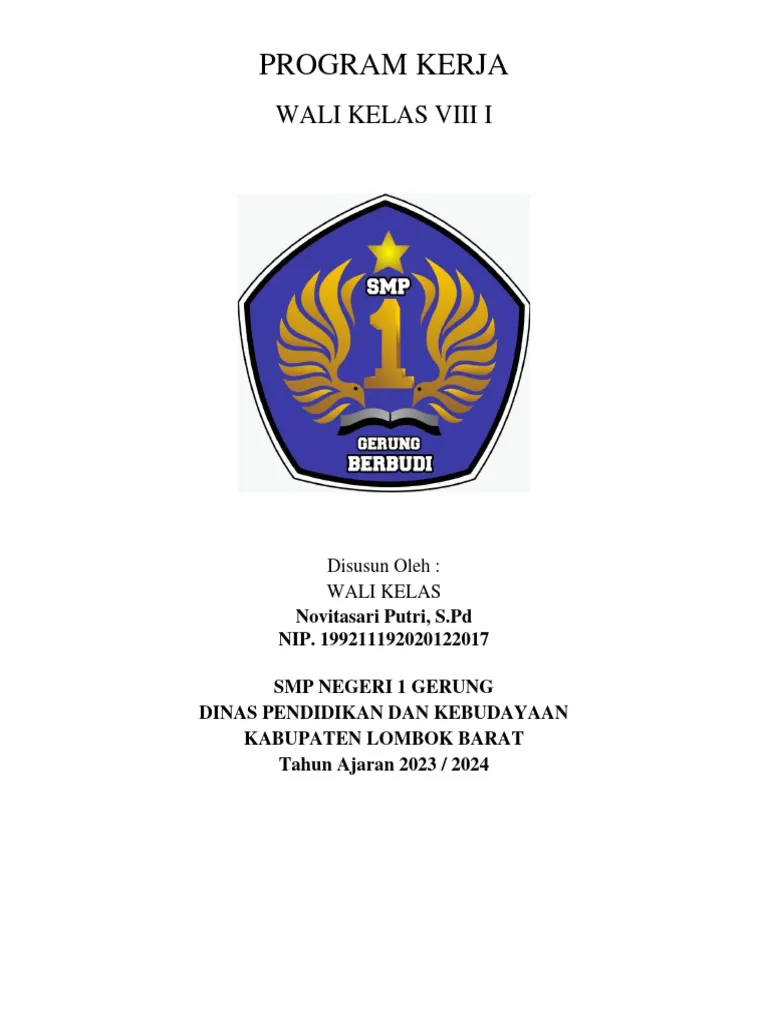 PROGRAM KERJA
WALI KELAS VIII I
SMP
1
GERUNG
BERBUDI
Disusun Oleh :
WALI KELAS
Novitasari Putri, S.Pd
NIP. 199211192020122017
SMP NEGERI 1 GERUNG
DINAS PENDIDIKAN DAN KEBUDAYAAN
KABUPATEN LOMBOK BARAT
Tahun Ajaran 2023 / 2024